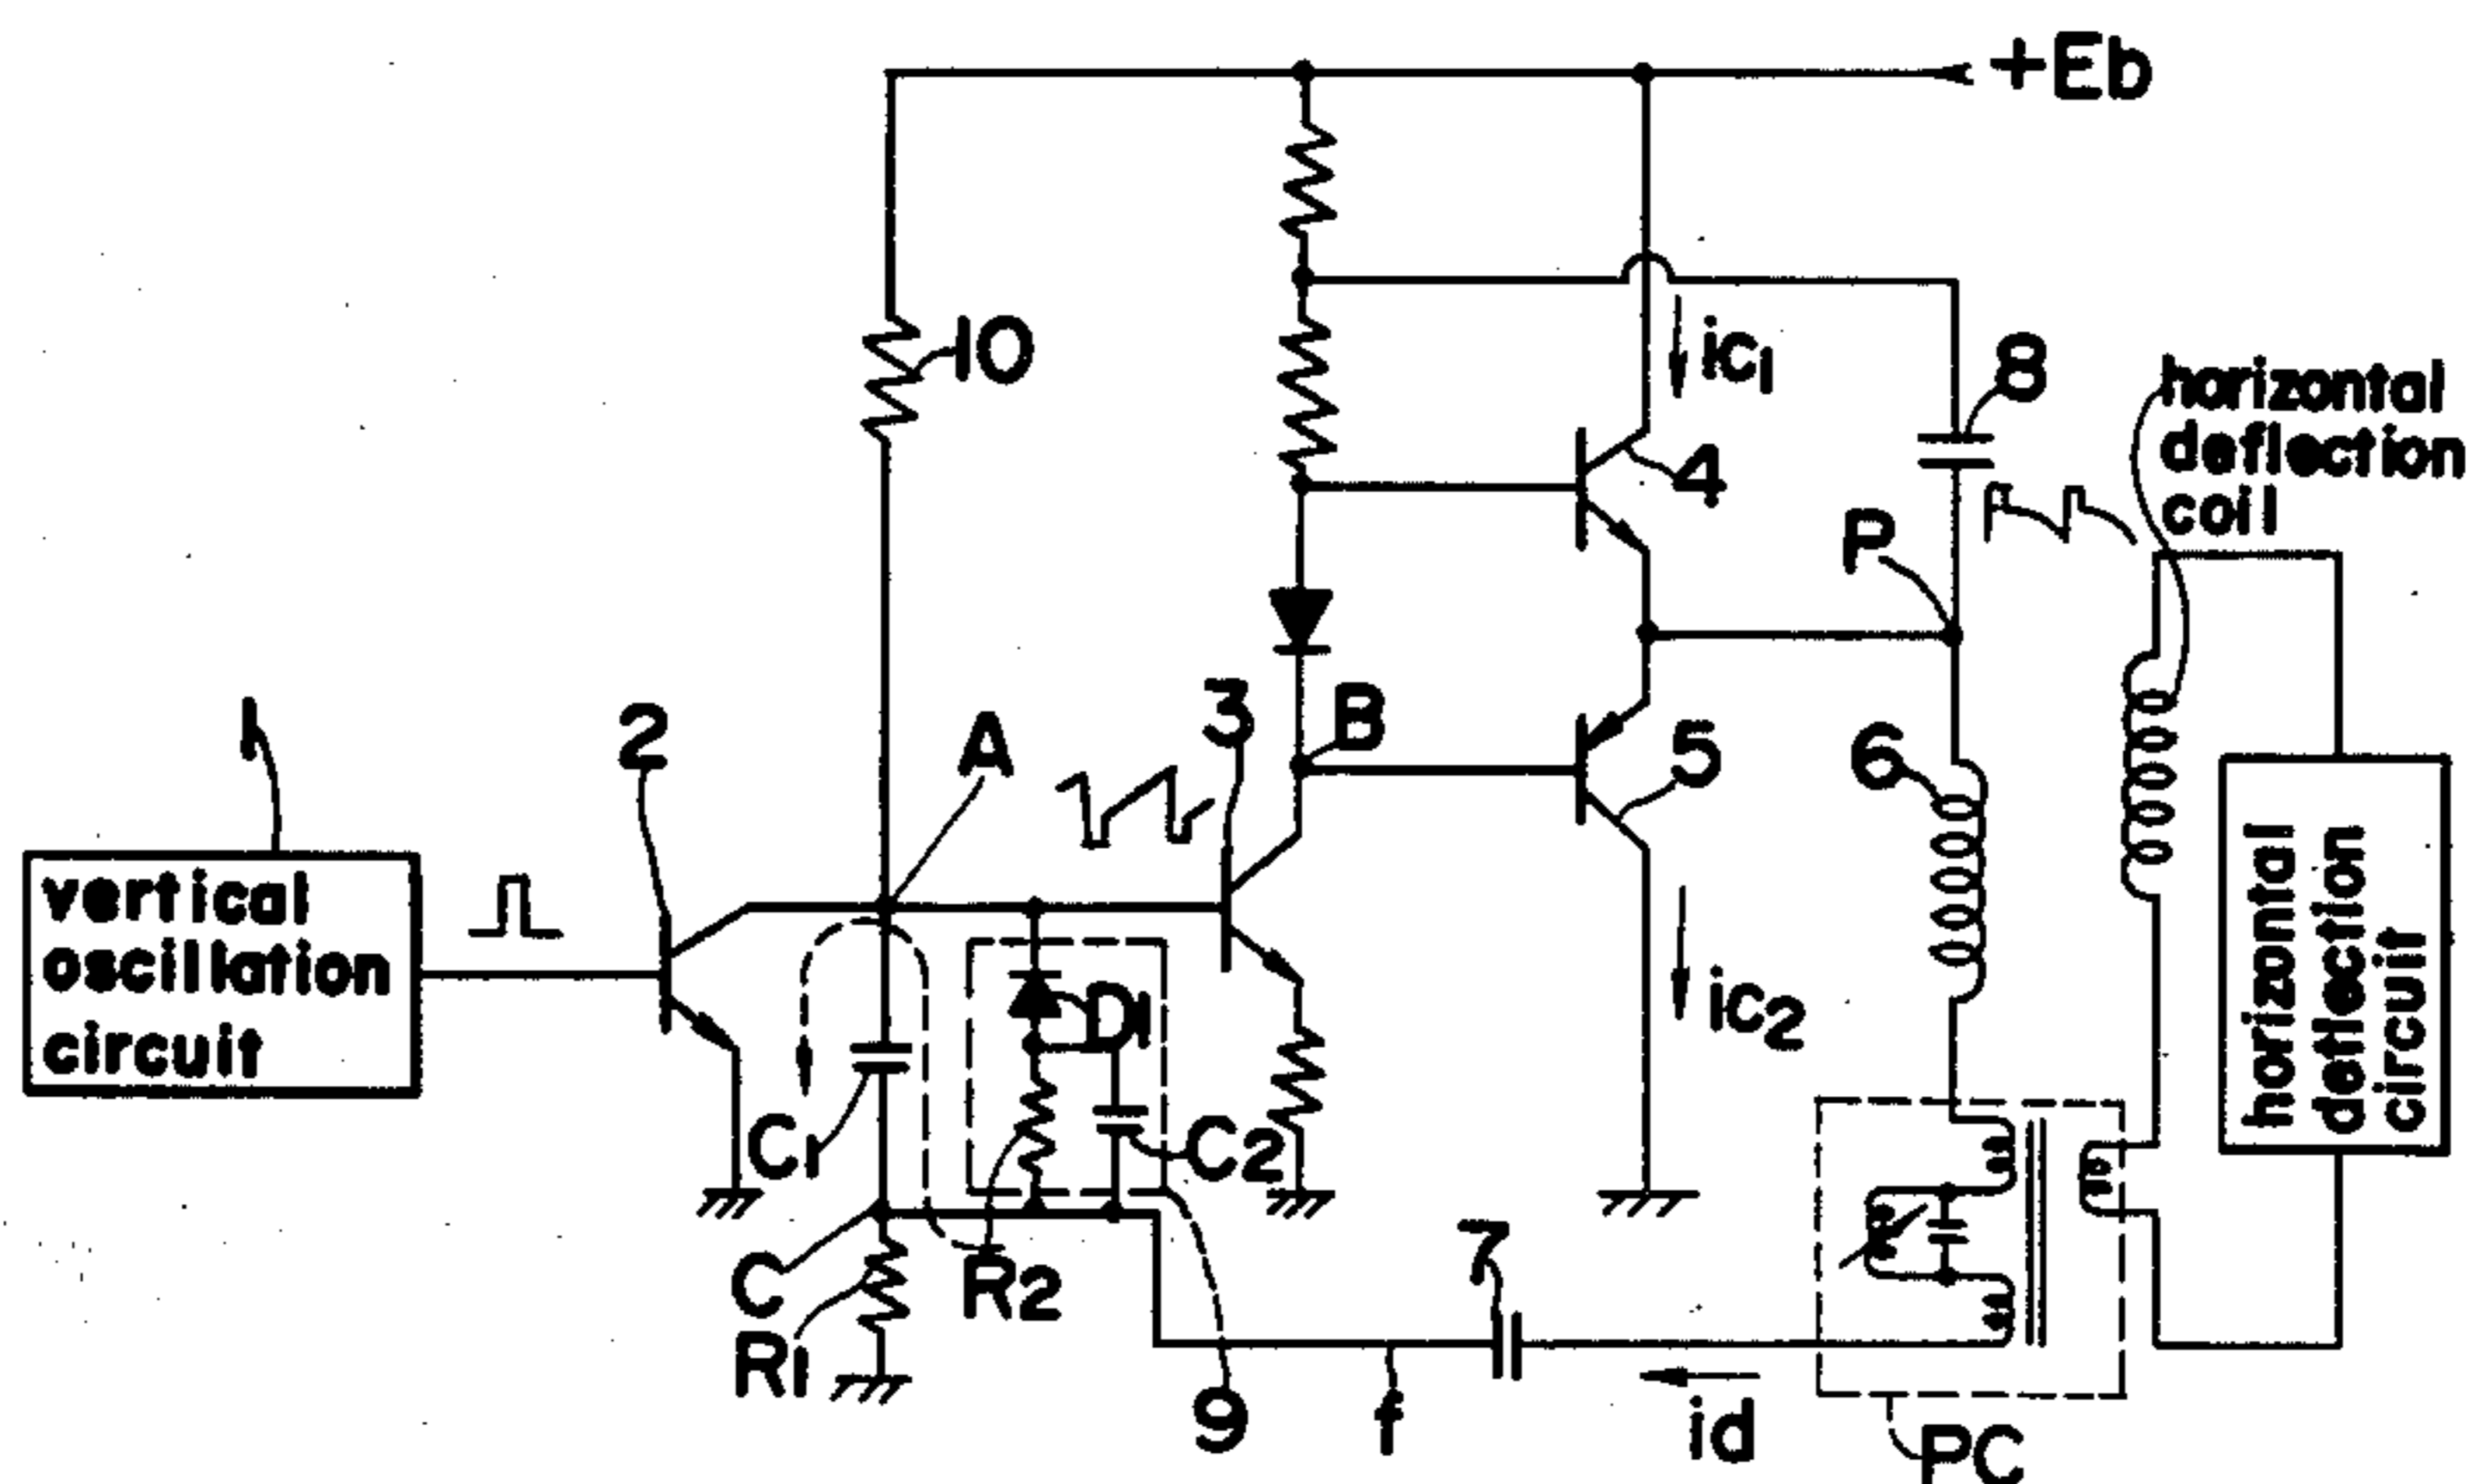 +Eb
10
ic1
8
horizontal
deflection
coil
4
P
1
2
A
3
B
5
6
vertical
oscillation
circuit
D1
ic2
horizontal
deflection
circuit
C1
C2
C
R1
R2
7
9
f
id
PC